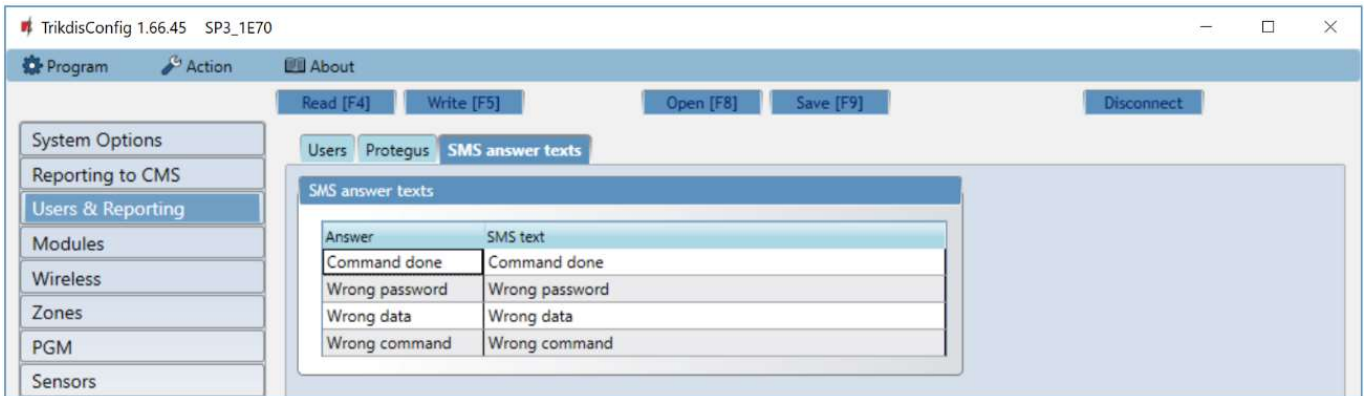 TrikdisConfig 1.66.45 SP3_1E70
Program Action About
Read [F4] Write [F5] Open [F8] Save [F9] Disconnect
System Options
Reporting to CMS
Users & Reporting
Modules
Wireless
Zones
PGM
Sensors
Users Protegus SMS answer texts
SMS answer texts
Answer SMS text
Command done Command done
Wrong password Wrong password
Wrong data Wrong data
Wrong command Wrong command